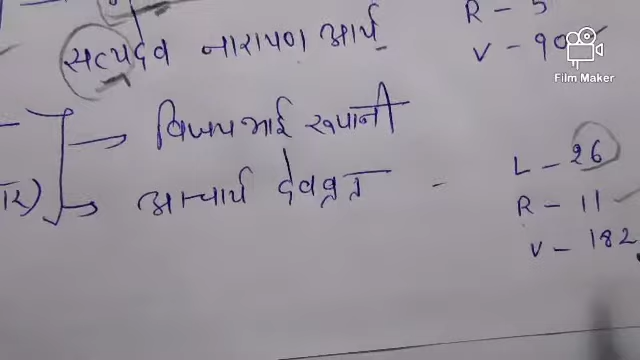 R - 5
સત્યદેવ નારાયણ આર્ય
V - 90
Film Maker
વિજયભાઈ રૂપાની
L - 26
આચાર્ય દેવવ્રત -
R - 11
V - 182